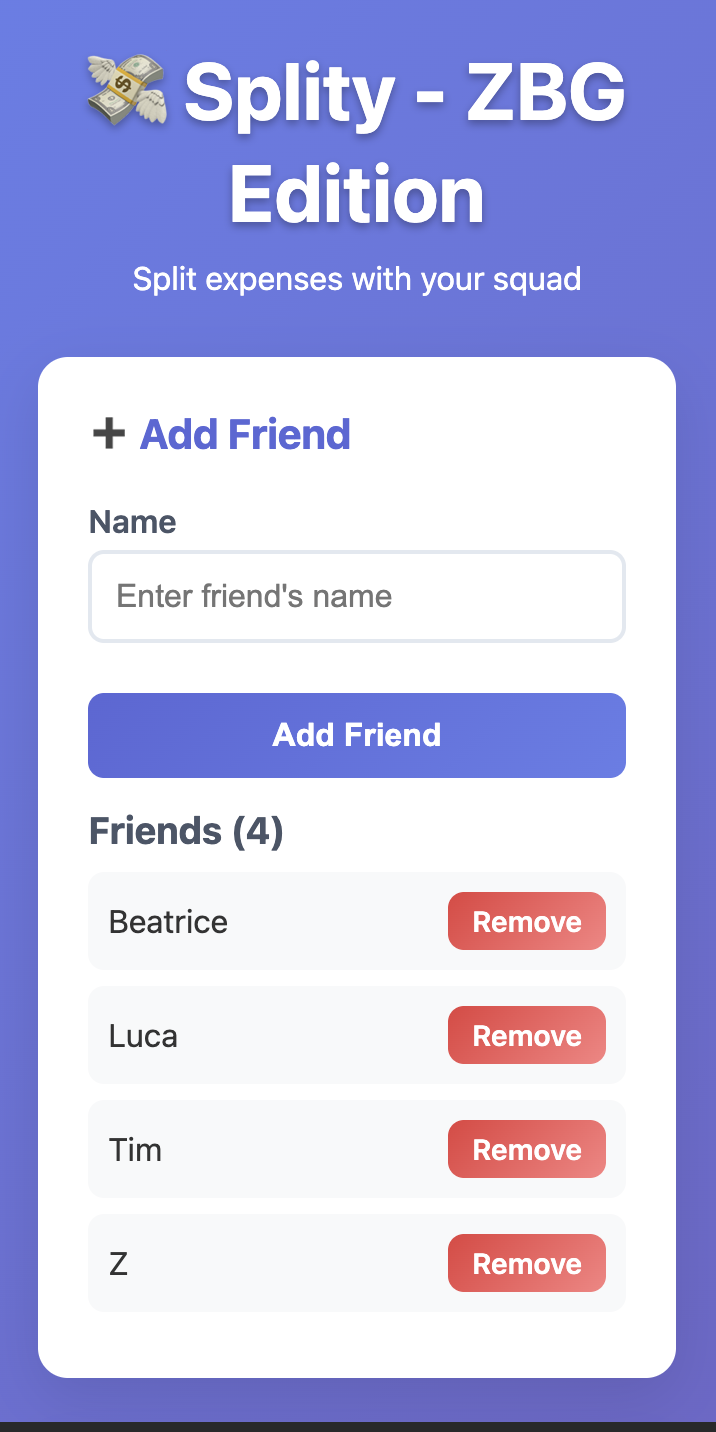 💸 Splity - ZBG
Edition
Split expenses with your squad
➕ Add Friend
Name
Enter friend's name
Add Friend
Friends (4)
Beatrice
Remove
Luca
Remove
Tim
Remove
Z
Remove